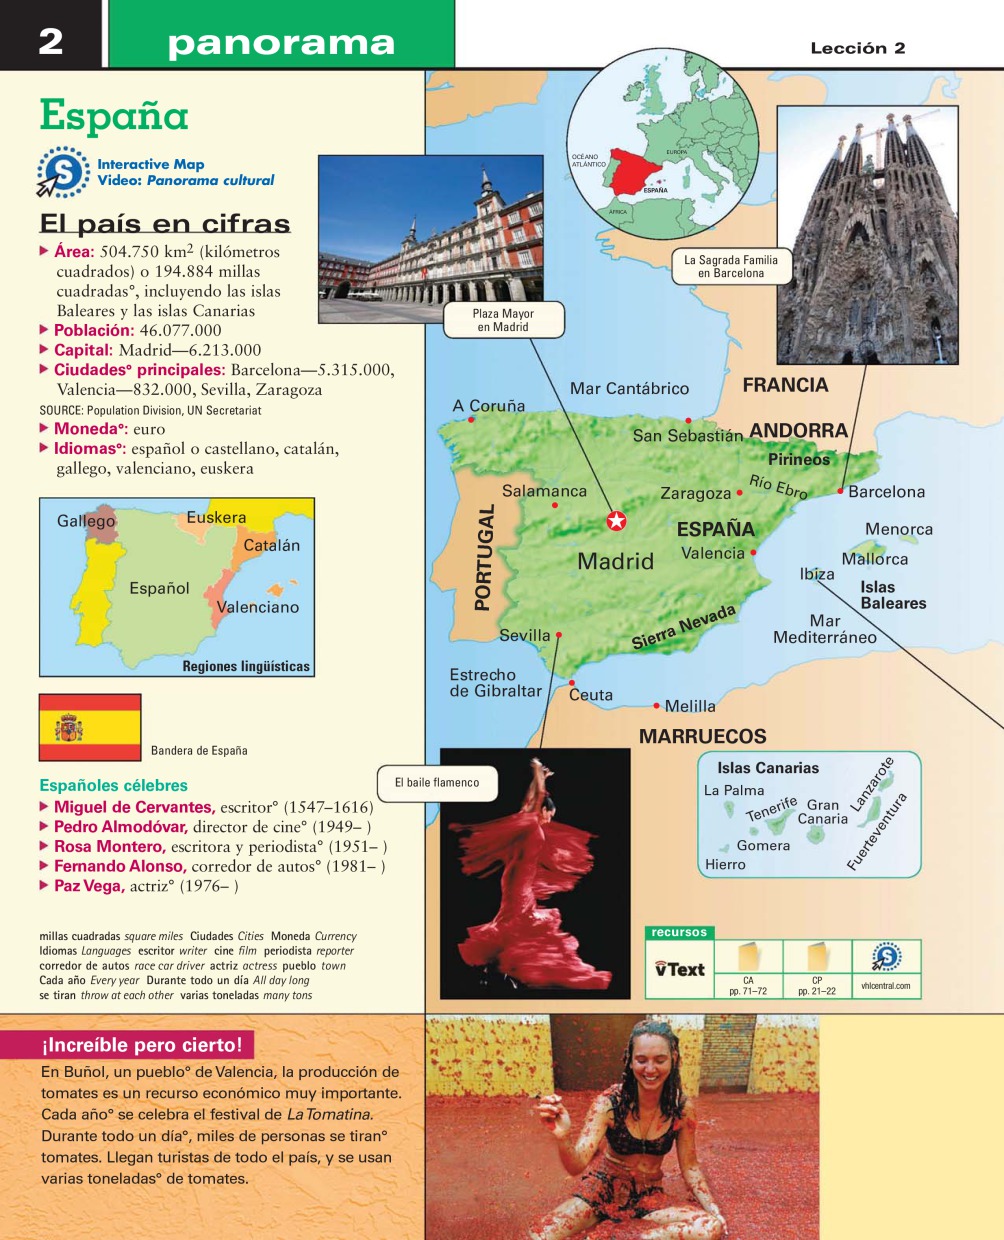 2
panorama
Lección 2
España
Interactive Map
Video: Panorama cultural
El país en cifras
Área: 504.750 km2 (kilómetros
cuadrados) o 194.884 millas
cuadradas°, incluyendo las islas
Baleares y las islas Canarias
Población: 46.077.000
Capital: Madrid—6.213.000
Ciudades° principales: Barcelona—5.315.000,
Valencia—832.000, Sevilla, Zaragoza
SOURCE: Population Division, UN Secretariat
Moneda°: euro
Idiomas°: español o castellano, catalán,
gallego, valenciano, euskera
Gallego
Euskera
Catalán
Español
Valenciano
Regiones lingüísticas
Bandera de España
Españoles célebres
Miguel de Cervantes, escritor° (1547–1616)
Pedro Almodóvar, director de cine° (1949– )
Rosa Montero, escritora y periodista° (1951– )
Fernando Alonso, corredor de autos° (1981– )
Paz Vega, actriz° (1976– )
millas cuadradas square miles Ciudades Cities Moneda Currency
Idiomas Languages escritor writer cine film periodista reporter
corredor de autos race car driver actriz actress pueblo town
Cada año Every year Durante todo un día All day long
se tiran throw at each other varias toneladas many tons
OCÉANO
ATLÁNTICO
EUROPA
ESPAÑA
ÁFRICA
La Sagrada Familia
en Barcelona
Plaza Mayor
en Madrid
Mar Cantábrico
FRANCIA
A Coruña
San Sebastián
ANDORRA
Pirineos
Salamanca
Zaragoza
Río Ebro
Barcelona
PORTUGAL
ESPAÑA
Menorca
Madrid
Valencia
Mallorca
Ibiza
Islas
Baleares
Mar
Mediterráneo
Sevilla
Sierra Nevada
Estrecho
de Gibraltar
Ceuta
Melilla
MARRUECOS
El baile flamenco
Islas Canarias
La Palma
Tenerife
Gran
Canaria
Lanzarote
Fuerteventura
Gomera
Hierro
recursos
vText
CA
pp. 71–72
CP
pp. 21–22
vhlcentral.com
¡Increíble pero cierto!
En Buñol, un pueblo° de Valencia, la producción de
tomates es un recurso económico muy importante.
Cada año° se celebra el festival de La Tomatina.
Durante todo un día°, miles de personas se tiran°
tomates. Llegan turistas de todo el país, y se usan
varias toneladas° de tomates.